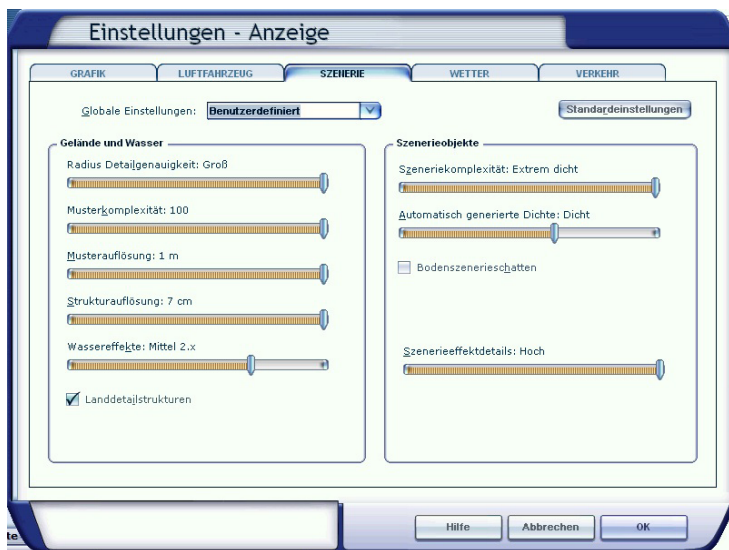 Einstellungen - Anzeige
GRAFIK LUFTFAHRZEUG SZENERIE WETTER VERKEHR
Globale Einstellungen: Benutzerdefiniert Standardeinstellungen
Gelände und Wasser
Radius Detailgenauigkeit: Groß
Musterkomplexität: 100
Musterauflösung: 1 m
Strukturauflösung: 7 cm
Wassereffekte: Mittel 2.x
Landdetailstrukturen
Szenerieobjekte
Szeneriekomplexität: Extrem dicht
Automatisch generierte Dichte: Dicht
Bodenszenerieschatten
Szenerieeffektdetails: Hoch
Hilfe Abbrechen OK
te